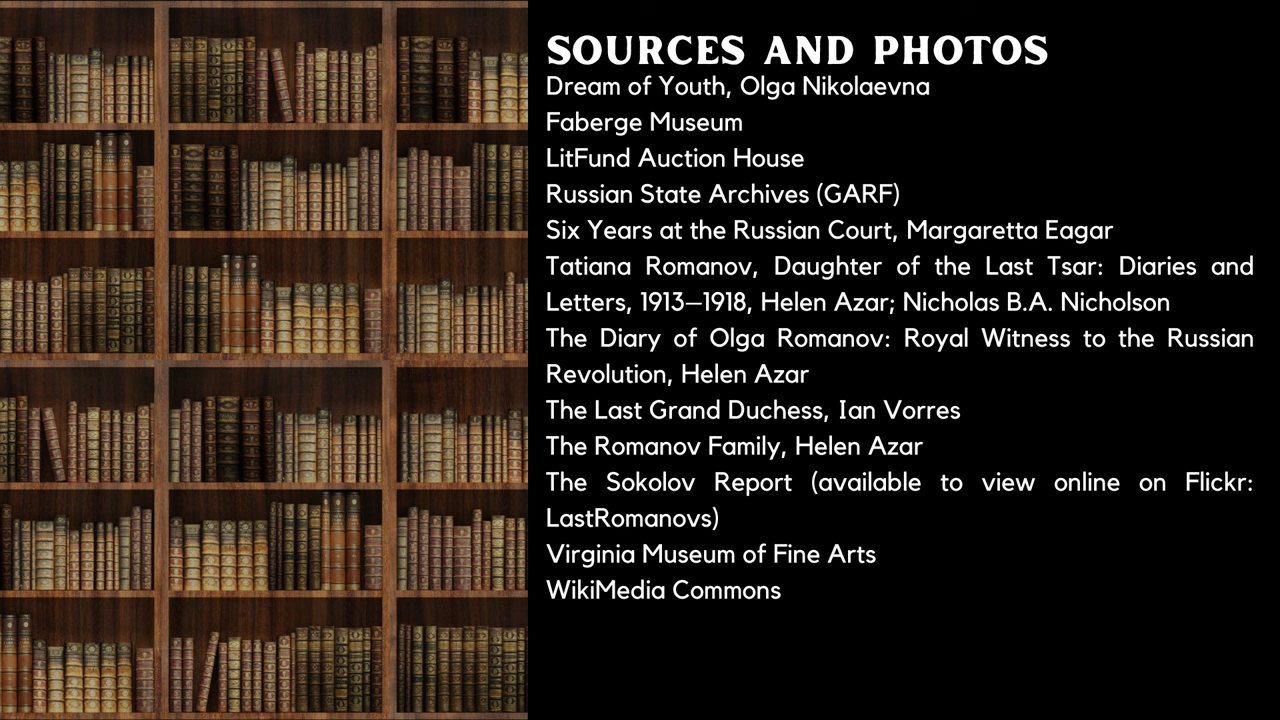 SOURCES AND PHOTOS
Dream of Youth, Olga Nikolaevna
Faberge Museum
LitFund Auction House
Russian State Archives (GARF)
Six Years at the Russian Court, Margaretta Eagar
Tatiana Romanov, Daughter of the Last Tsar: Diaries and
Letters, 1913–1918, Helen Azar; Nicholas B.A. Nicholson
The Diary of Olga Romanov: Royal Witness to the Russian
Revolution, Helen Azar
The Last Grand Duchess, Ian Vorres
The Romanov Family, Helen Azar
The Sokolov Report (available to view online on Flickr:
LastRomanovs)
Virginia Museum of Fine Arts
WikiMedia Commons